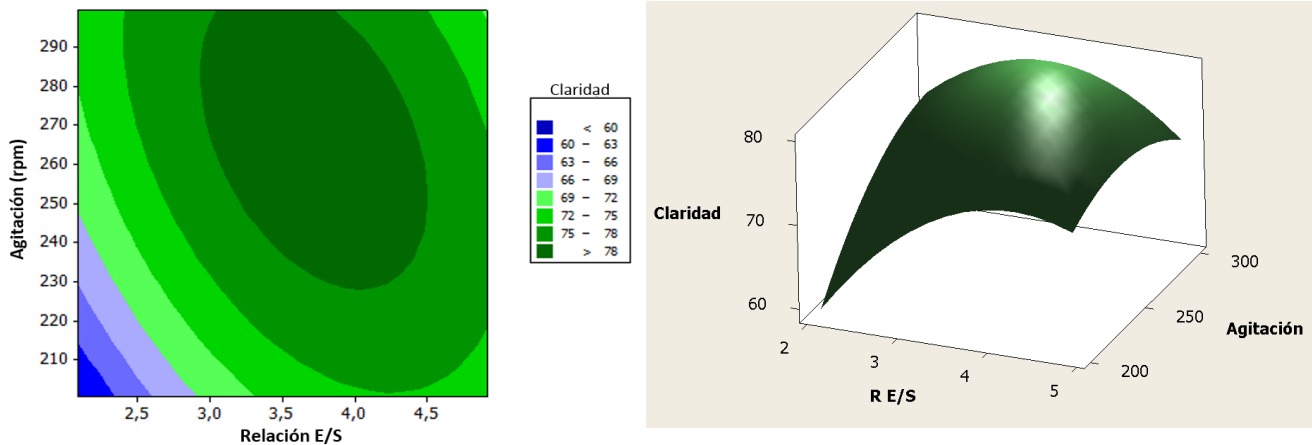 290
280
270
260
250
240
230
220
210
Agitación (rpm)
2,5 3,0 3,5 4,0 4,5
Relación E/S
Claridad
< 60
60 – 63
63 – 66
66 – 69
69 – 72
72 – 75
75 – 78
> 78
80
70
60
Claridad
2
3
4
5
R E/S
200
250
300
Agitación